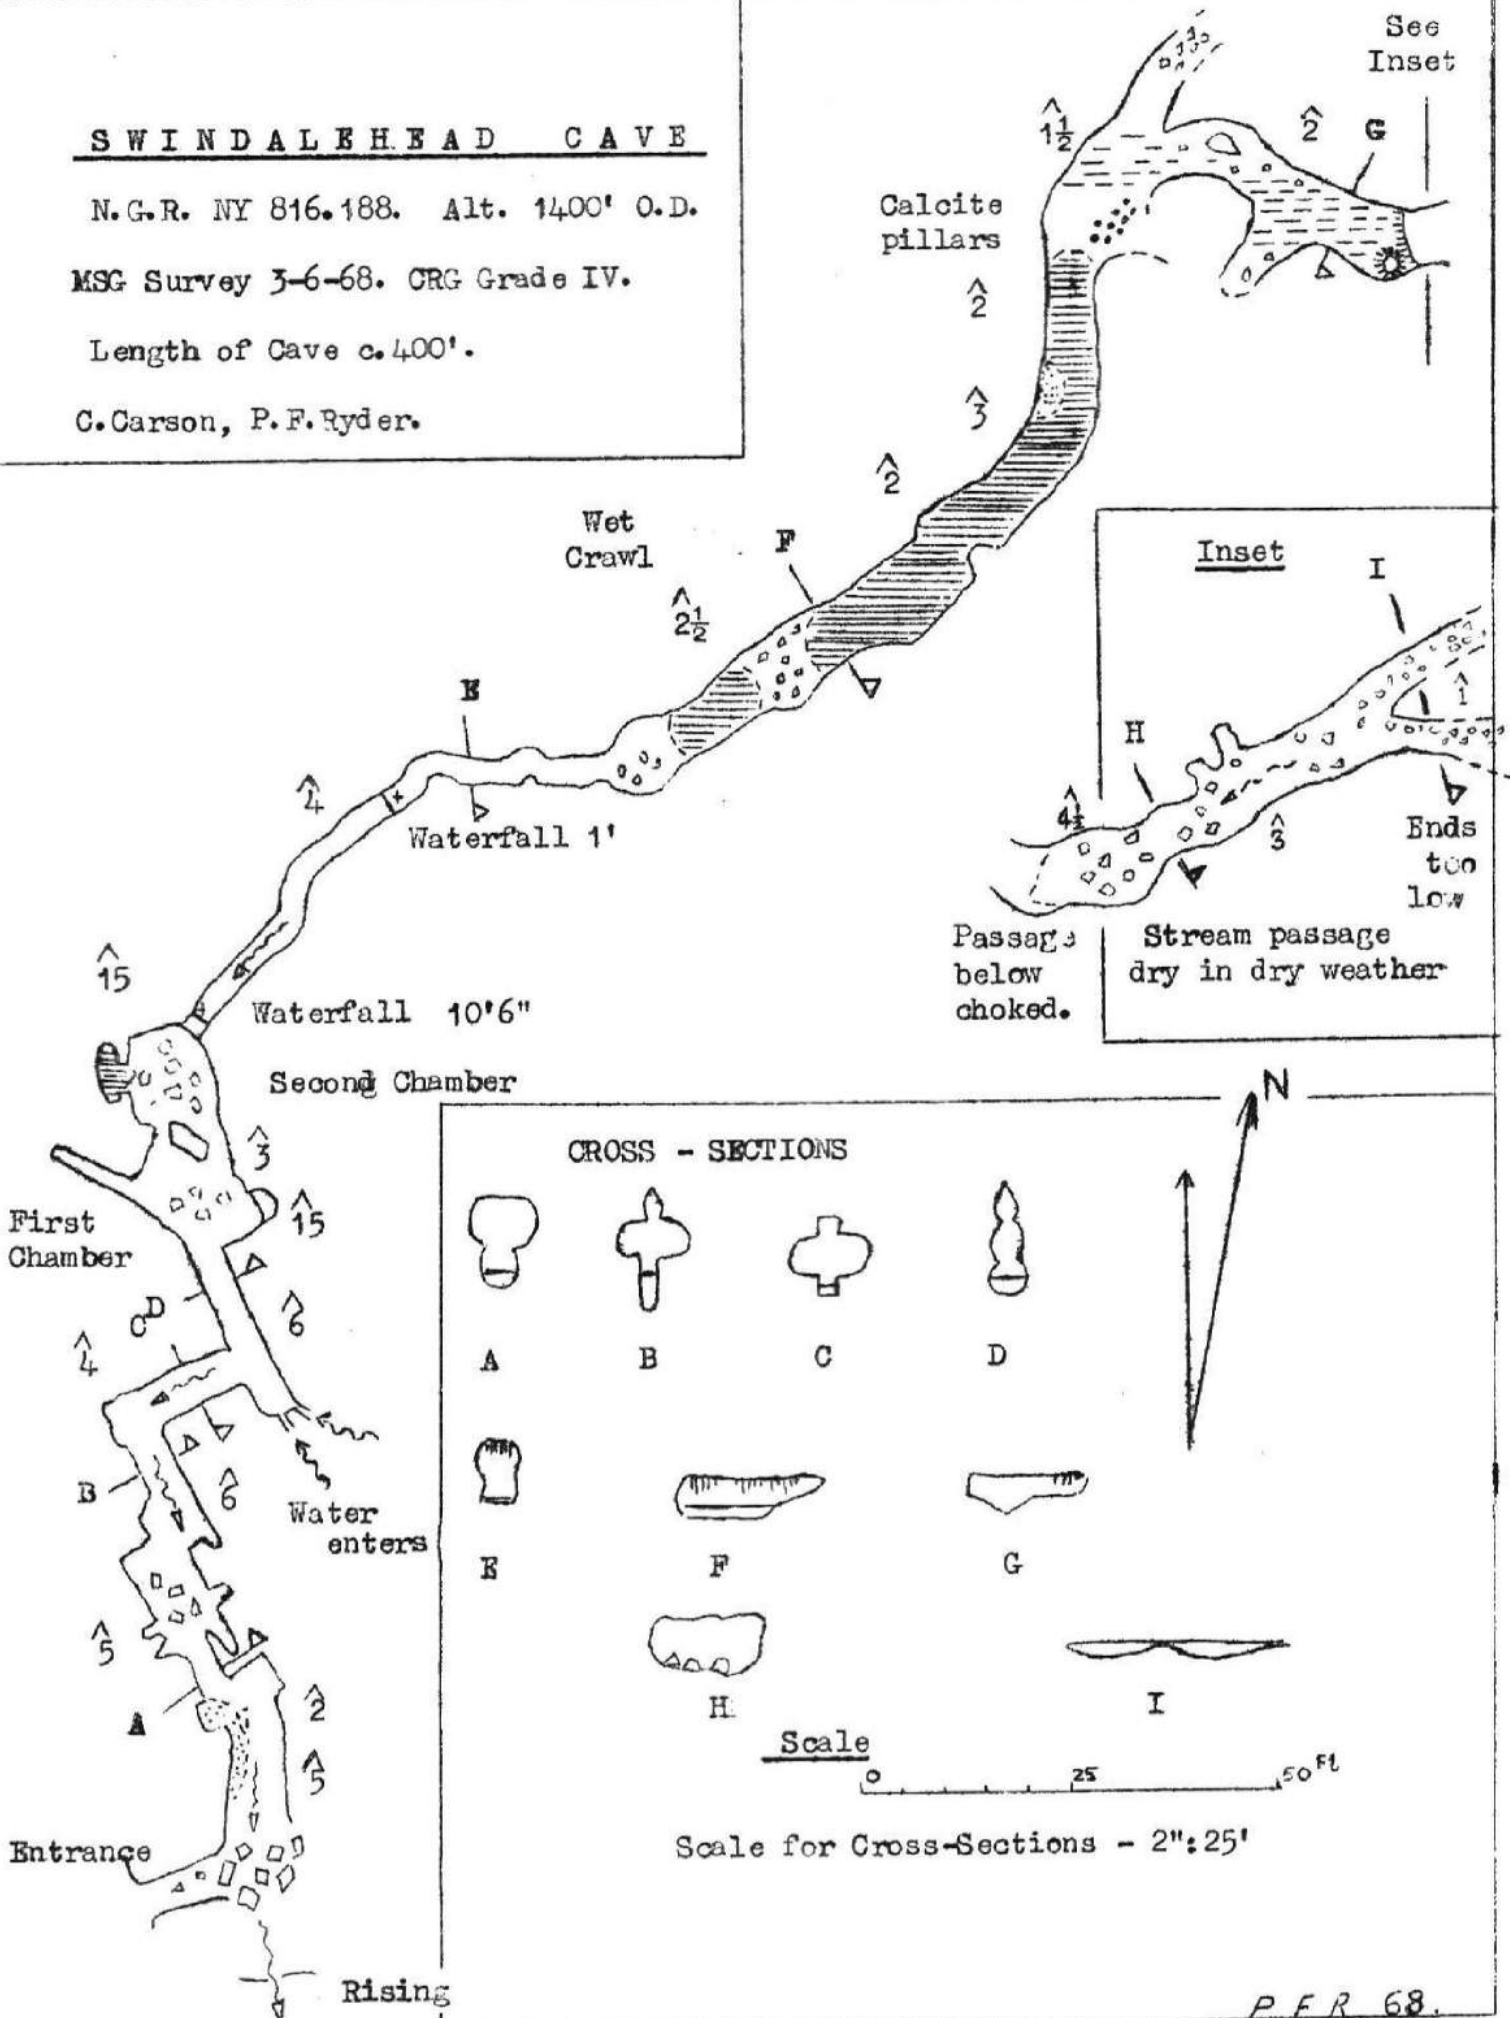 SWINDALEHEAD CAVE
N.G.R. NY 816.188. Alt. 1400' O.D.
MSG Survey 3-6-68. CRG Grade IV.
Length of Cave c.400'.
C.Carson, P.F.Ryder.
See
Inset
1½
2
G
Calcite
pillars
2
3
2
Wet
Crawl
F
2½
E
4
Waterfall 1'
15
Waterfall 10'6"
Second Chamber
3
15
First
Chamber
D
C
6
4
B
6
Water
enters
5
A
2
5
Entrance
Rising
Inset
I
1
H
4½
3
Ends
too
low
Passage
below
choked.
Stream passage
dry in dry weather
N
CROSS - SECTIONS
A B C D
E F G
H I
Scale
0 25 50 Ft
Scale for Cross-Sections - 2":25'
P F R 68.